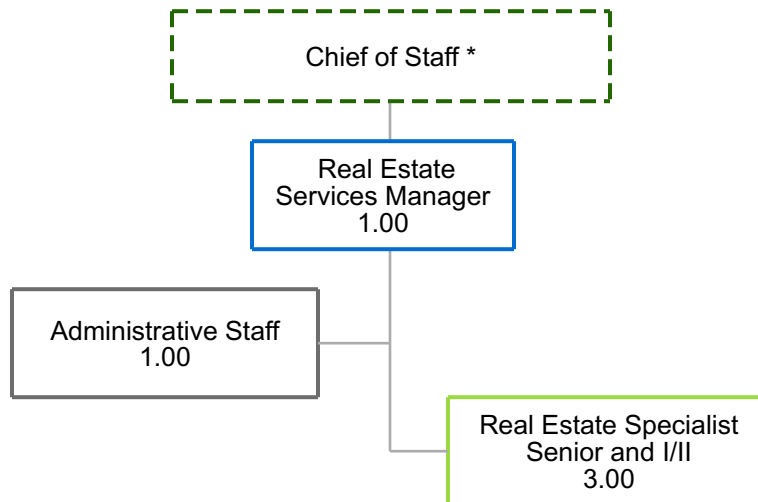 Chief of Staff *
Real Estate
Services Manager
1.00
Administrative Staff
1.00
Real Estate Specialist
Senior and I/II
3.00